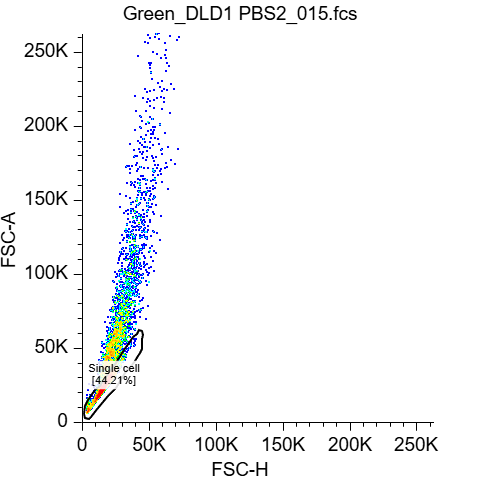 Green_DLD1 PBS2_015.fcs
250K
200K
150K
100K
50K
0
FSC-A
Single cell
[44.21%]
0 50K 100K 150K 200K 250K
FSC-H